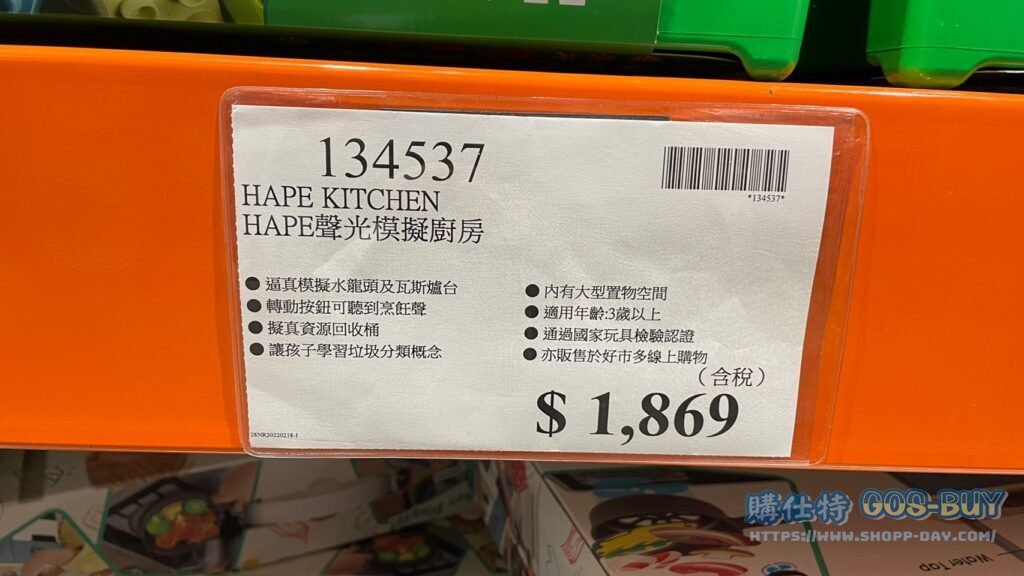 134537
*134537*
HAPE KITCHEN
HAPE聲光模擬廚房
● 逼真模擬水龍頭及瓦斯爐台
● 轉動按鈕可聽到烹飪聲
● 擬真資源回收桶
● 讓孩子學習垃圾分類概念
● 內有大型置物空間
● 適用年齡:3歲以上
● 通過國家玩具檢驗認證
● 亦販售於好市多線上購物
（含稅）
$ 1,869
28NR20220218-1
購仕特 GOS-BUY
HTTPS://WWW.SHOPP-DAY.COM/
Water Tap